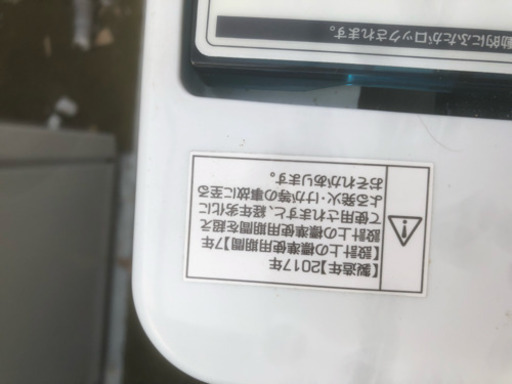 【製造年】2017年
【設計上の標準使用期間】7年
設計上の標準使用期間を超え
て使用されますと、経年劣化に
よる発火・けが等の事故に至る
おそれがあります。
動的にふたがロックされます。